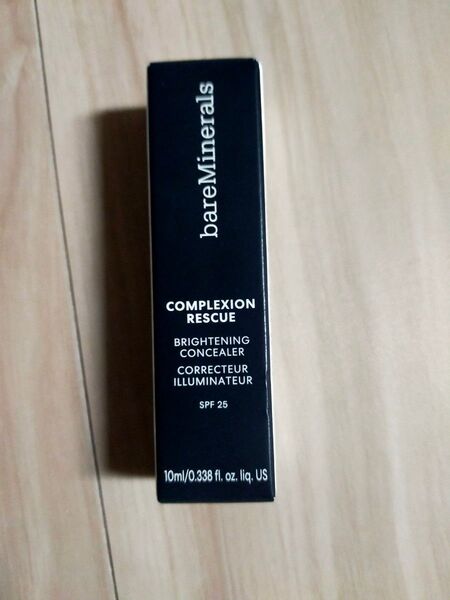 bareMinerals
COMPLEXION
RESCUE
BRIGHTENING
CONCEALER
CORRECTEUR
ILLUMINATEUR
SPF 25
10ml/0.338 fl. oz. liq. US